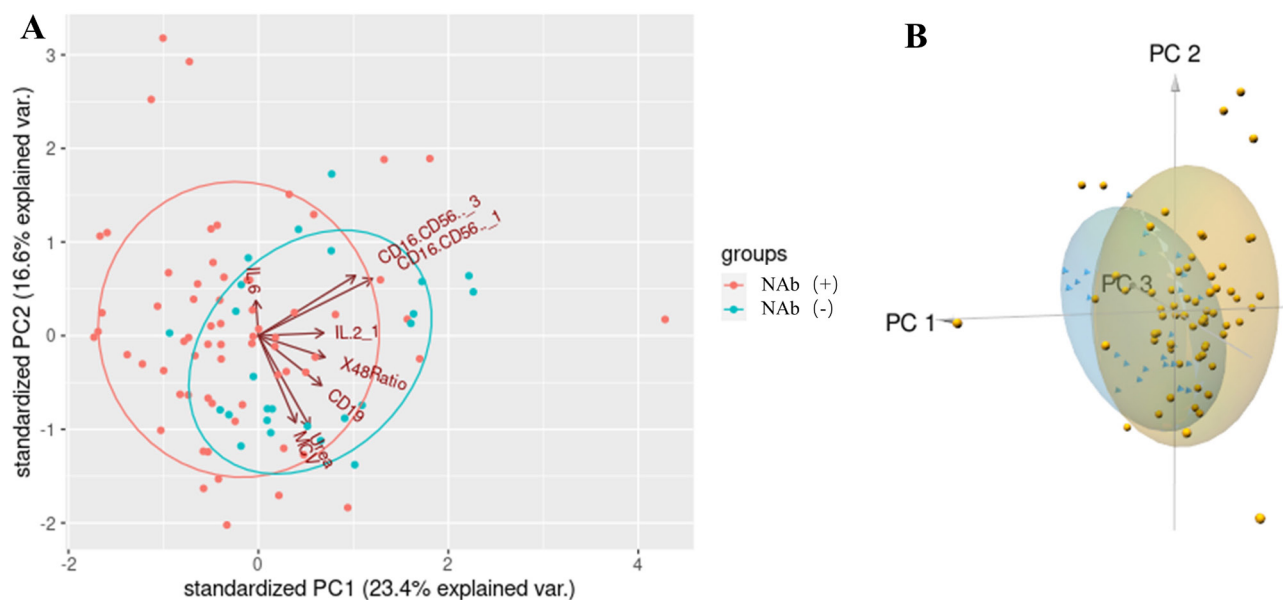 A
3
2
1
0
-1
-2
-2
0
2
4
standardized PC2 (16.6% explained var.)
standardized PC1 (23.4% explained var.)
CD16.CD56.._3
CD16.CD56.._1
IL6
IL.2_1
X48Ratio
CD19
Urea
MCV
groups
NAb (+)
NAb (-)
B
PC 2
PC 3
PC 1